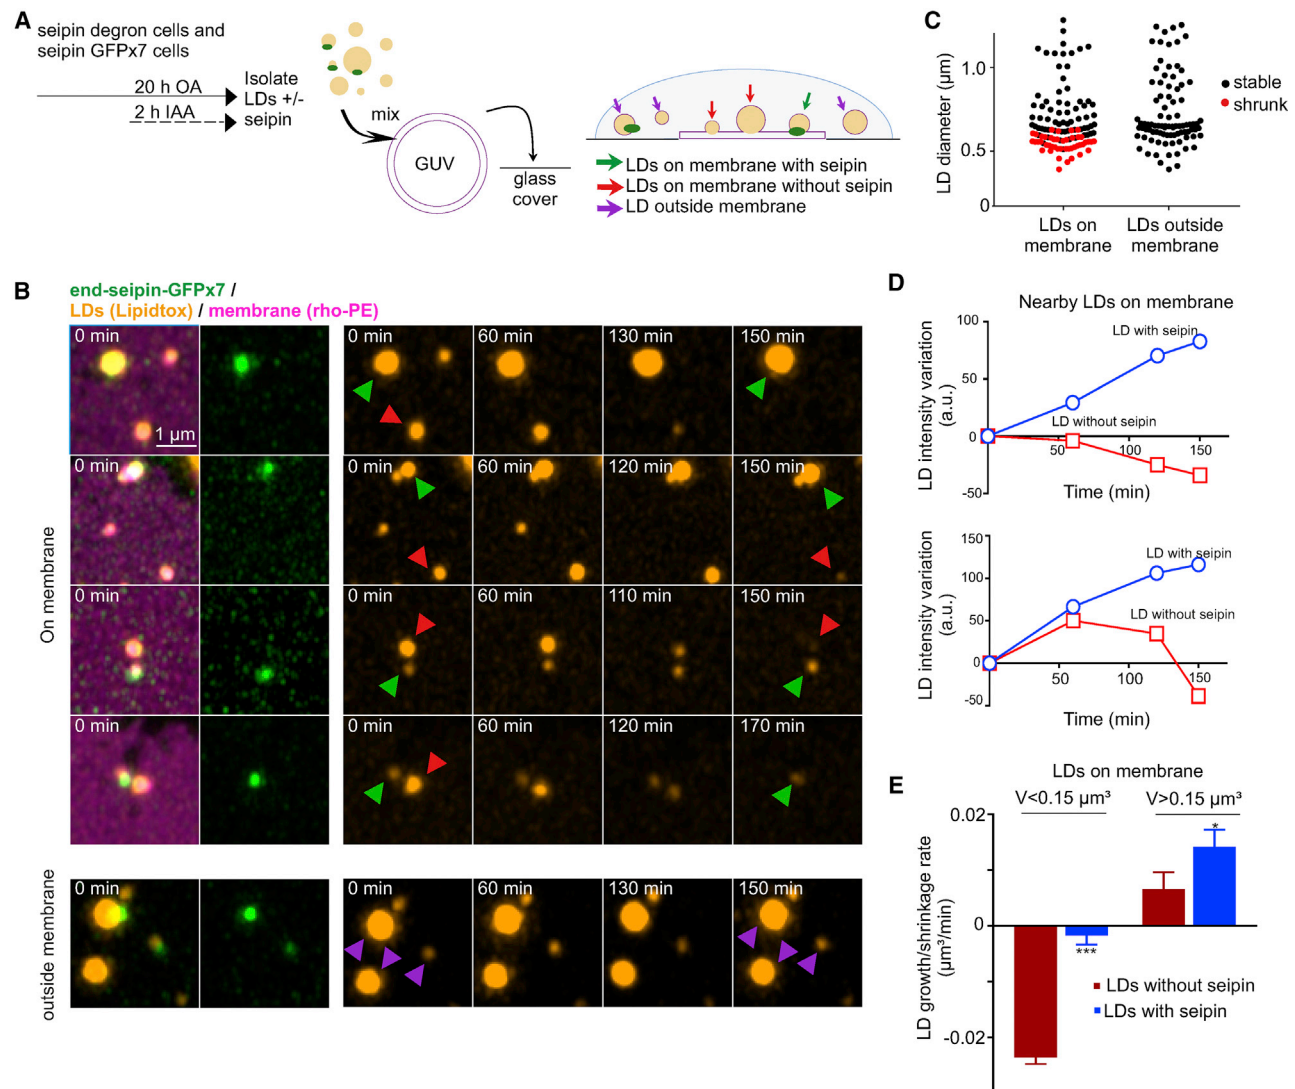 A
seipin degron cells and
seipin GFPx7 cells
20 h OA
2 h IAA
Isolate
LDs +/-
seipin
mix
GUV
glass
cover
LDs on membrane with seipin
LDs on membrane without seipin
LD outside membrane
C
LD diameter (µm)
1.0
0.5
0
stable
shrunk
LDs on
membrane
LDs outside
membrane
B
end-seipin-GFPx7 /
LDs (Lipidtox) / membrane (rho-PE)
On membrane
0 min
1 µm
0 min
60 min
130 min
150 min
0 min
0 min
60 min
120 min
150 min
0 min
0 min
60 min
110 min
150 min
0 min
0 min
60 min
120 min
170 min
outside membrane
0 min
0 min
60 min
130 min
150 min
D
Nearby LDs on membrane
LD intensity variation
(a.u.)
100
50
0
-50
LD with seipin
LD without seipin
50
100
150
Time (min)
LD intensity variation
(a.u.)
150
100
50
0
-50
LD with seipin
LD without seipin
50
100
150
Time (min)
E
LDs on membrane
V<0.15 µm³
V>0.15 µm³
LD growth/shrinkage rate
(µm³/min)
0.02
0
-0.02
***
*
LDs without seipin
LDs with seipin